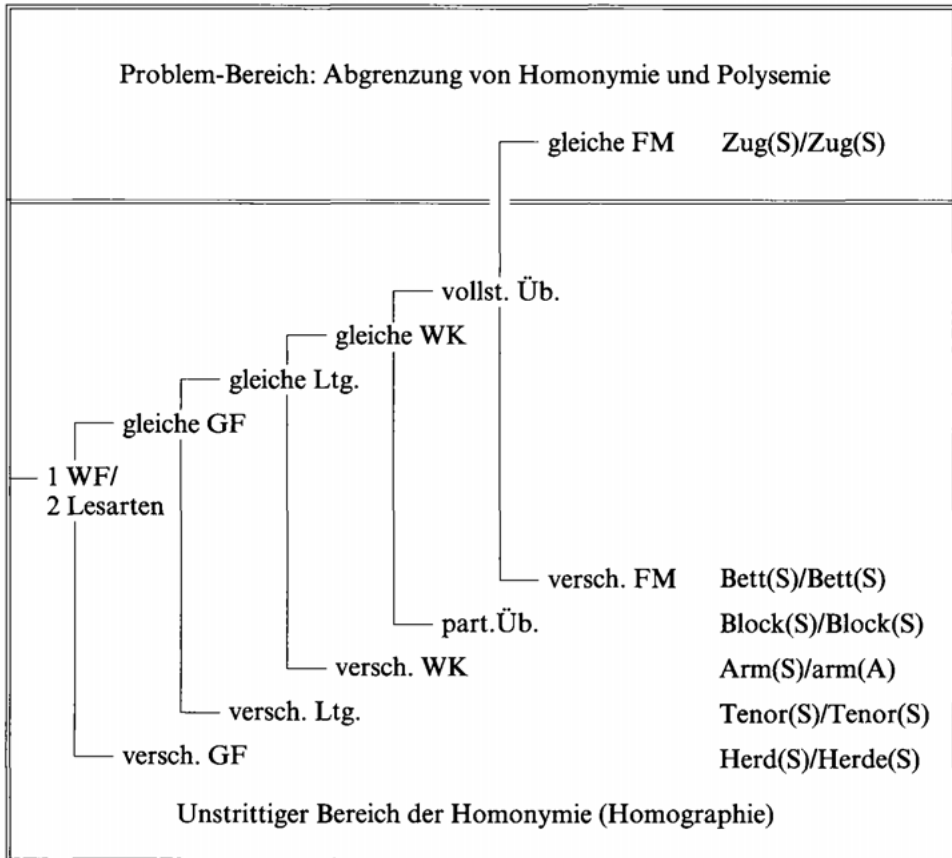 Problem-Bereich: Abgrenzung von Homonymie und Polysemie
gleiche FM Zug(S)/Zug(S)
vollst. Üb.
gleiche WK
gleiche Ltg.
gleiche GF
1 WF/
2 Lesarten
versch. FM Bett(S)/Bett(S)
part.Üb. Block(S)/Block(S)
versch. WK Arm(S)/arm(A)
versch. Ltg. Tenor(S)/Tenor(S)
versch. GF Herd(S)/Herde(S)
Unstrittiger Bereich der Homonymie (Homographie)